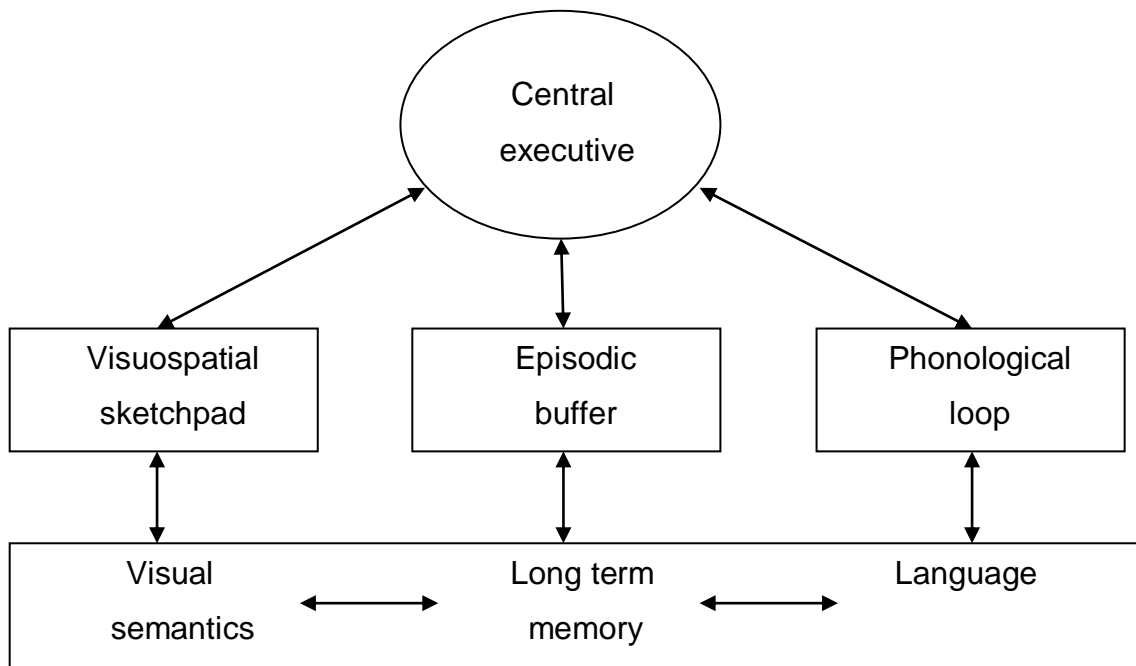 Central
executive
Visuospatial
sketchpad
Episodic
buffer
Phonological
loop
Visual
semantics
Long term
memory
Language